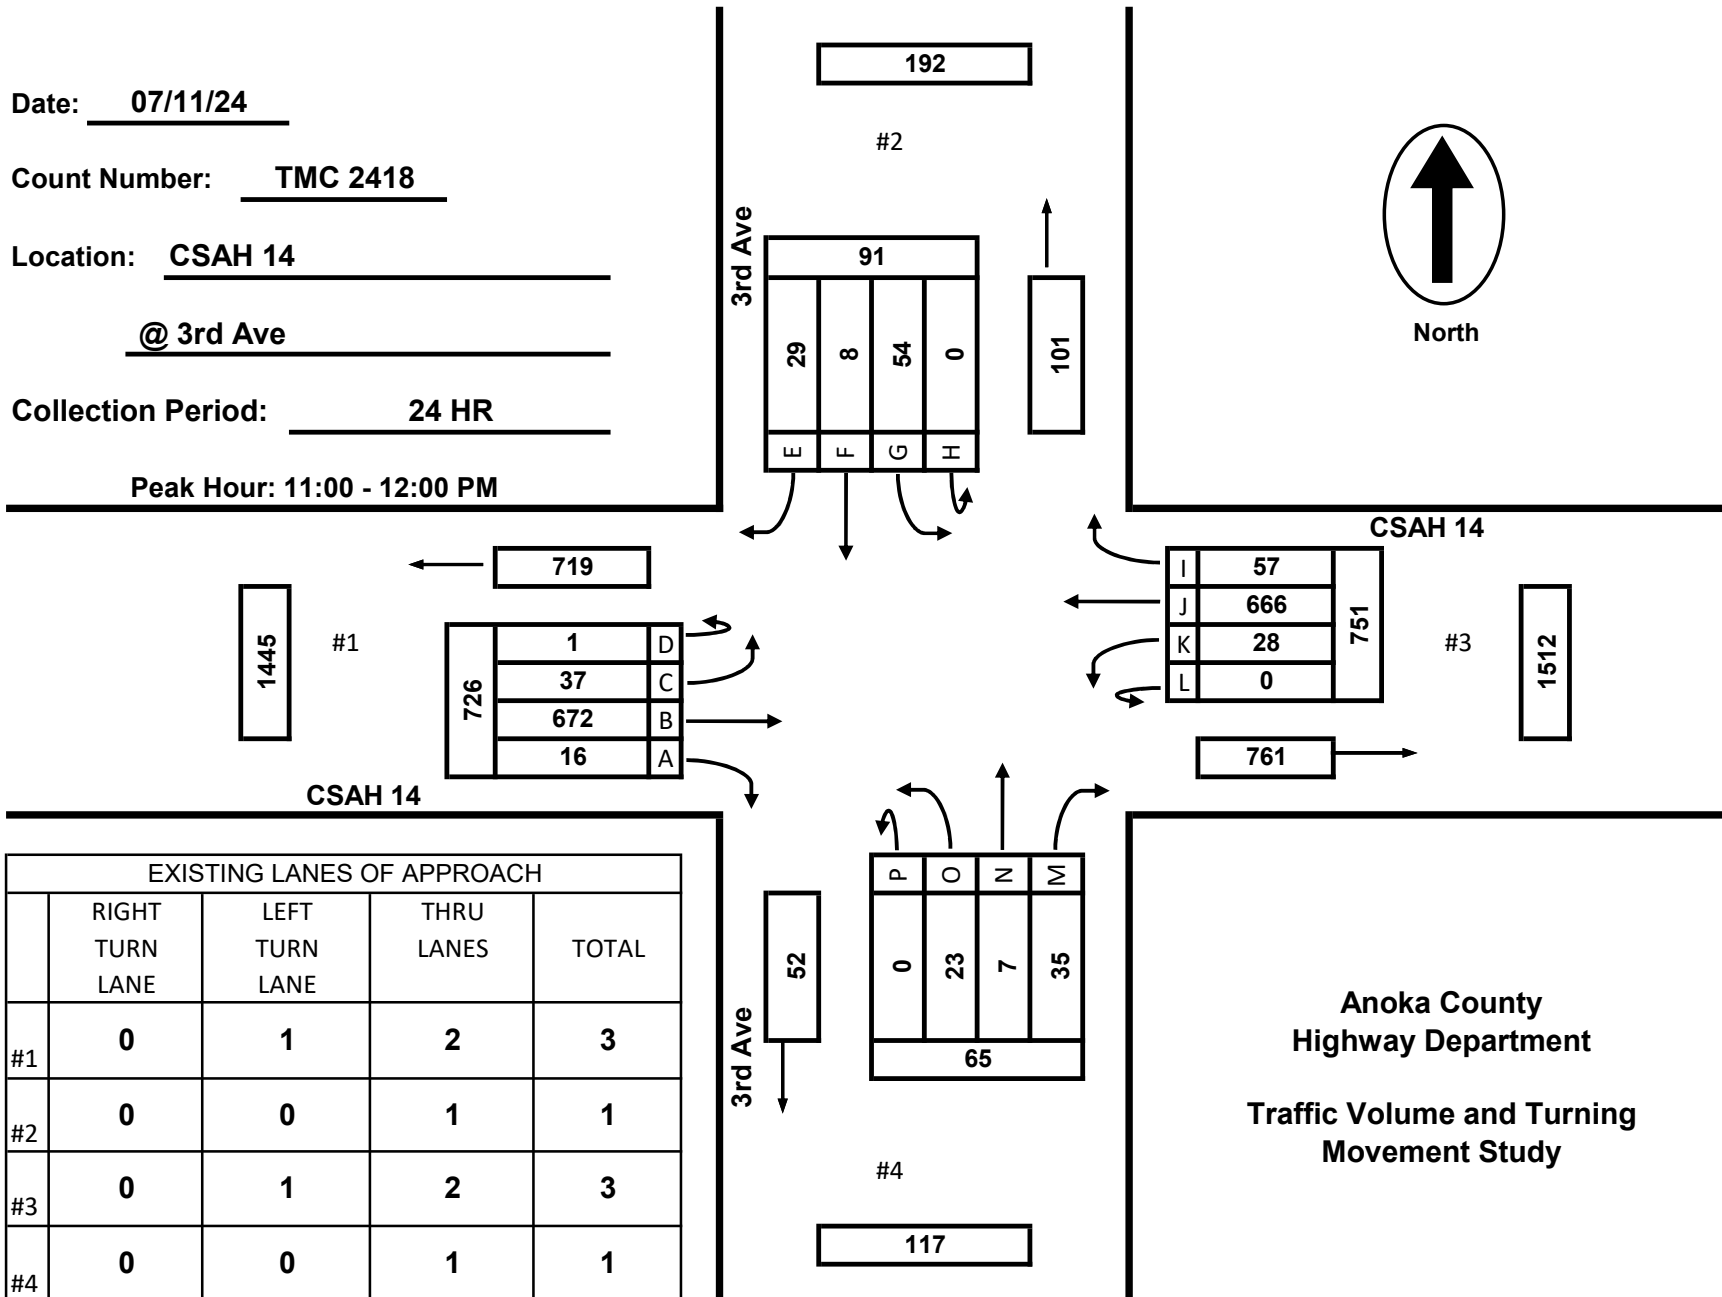 Date: 07/11/24
Count Number: TMC 2418
Location: CSAH 14
@ 3rd Ave
Collection Period: 24 HR
Peak Hour: 11:00 - 12:00 PM
192
#2
3rd Ave
91
29 8 54 0
E F G H
101
North
CSAH 14
719
1445
#1
726
1 D
37 C
672 B
16 A
CSAH 14
I 57
J 666
K 28
L 0
751
#3
1512
761
EXISTING LANES OF APPROACH
RIGHT TURN LANE
LEFT TURN LANE
THRU LANES
TOTAL
#1 0 1 2 3
#2 0 0 1 1
#3 0 1 2 3
#4 0 0 1 1
52
3rd Ave
P O N M
0 23 7 35
65
#4
117
Anoka County
Highway Department
Traffic Volume and Turning
Movement Study